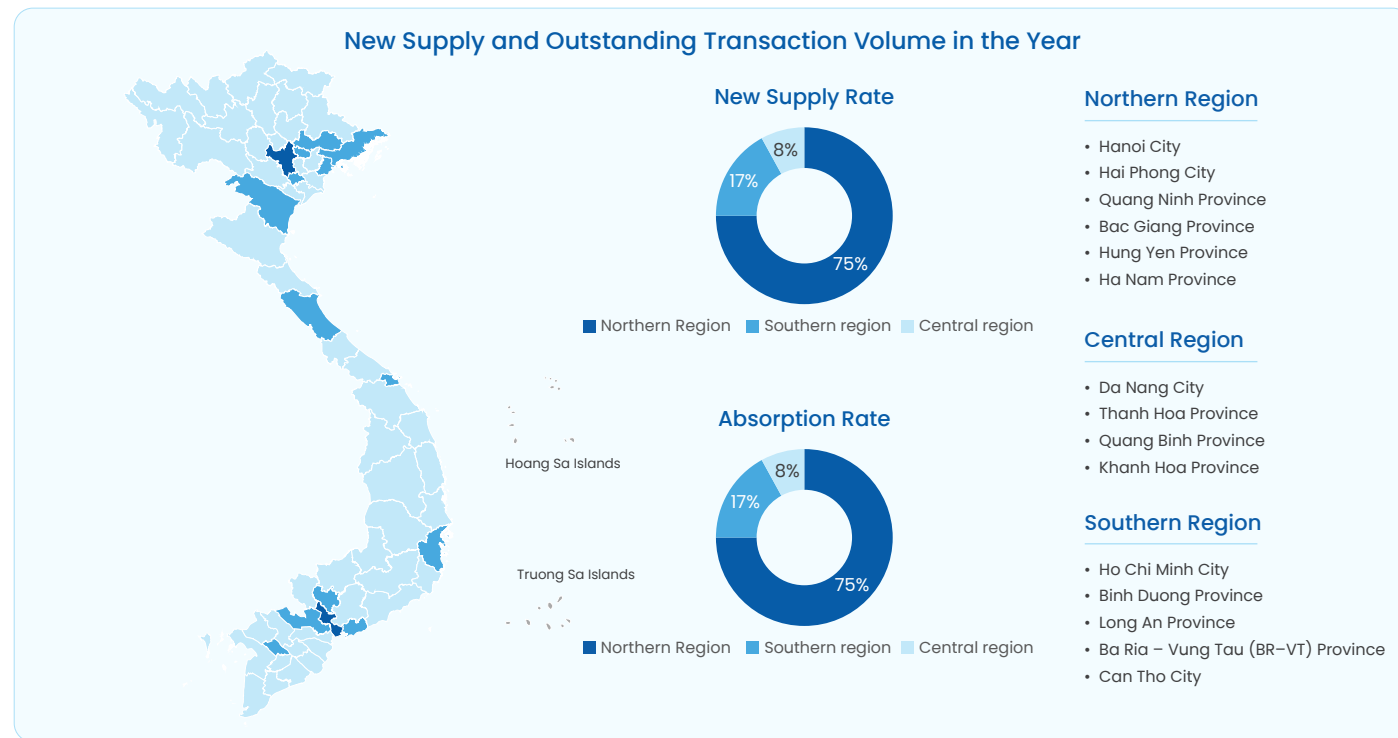 New Supply and Outstanding Transaction Volume in the Year
New Supply Rate
8%
17%
75%
Northern Region
Southern region
Central region
Hoang Sa Islands
Truong Sa Islands
Absorption Rate
8%
17%
75%
Northern Region
Southern region
Central region
Northern Region
• Hanoi City
• Hai Phong City
• Quang Ninh Province
• Bac Giang Province
• Hung Yen Province
• Ha Nam Province
Central Region
• Da Nang City
• Thanh Hoa Province
• Quang Binh Province
• Khanh Hoa Province
Southern Region
• Ho Chi Minh City
• Binh Duong Province
• Long An Province
• Ba Ria – Vung Tau (BR–VT) Province
• Can Tho City